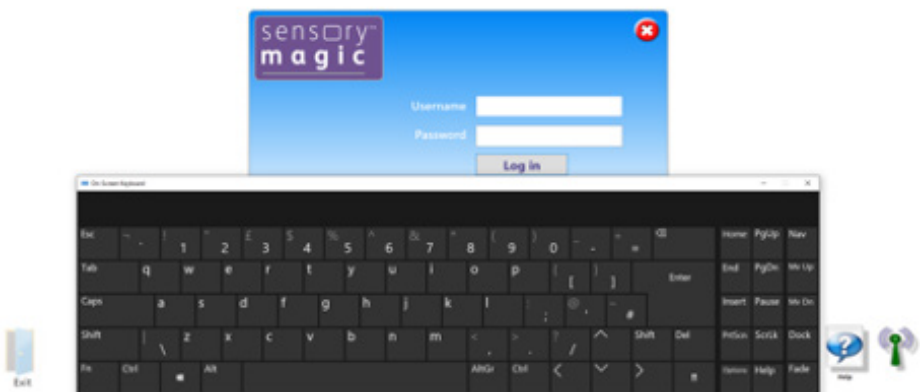 sensory™
magic
Username
Password
Log in
On-Screen Keyboard
Esc ¬ - ! 1 " 2 £ 3 $ 4 % 5 ^ 6 & 7 * 8 ( 9 ) 0 _ - + = Home PgUp Nav
Tab q w e r t y u i o p { [ } ] Enter End PgDn Mv Up
Caps a s d f g h j k l : ; @ ' ~ # Insert Pause Mv Dn
Shift | \ z x c v b n m < , > . ? / Shift Del PrtScn ScrLk Dock
Fn Ctrl Alt AltGr Ctrl Options Help Fade
Exit
Help